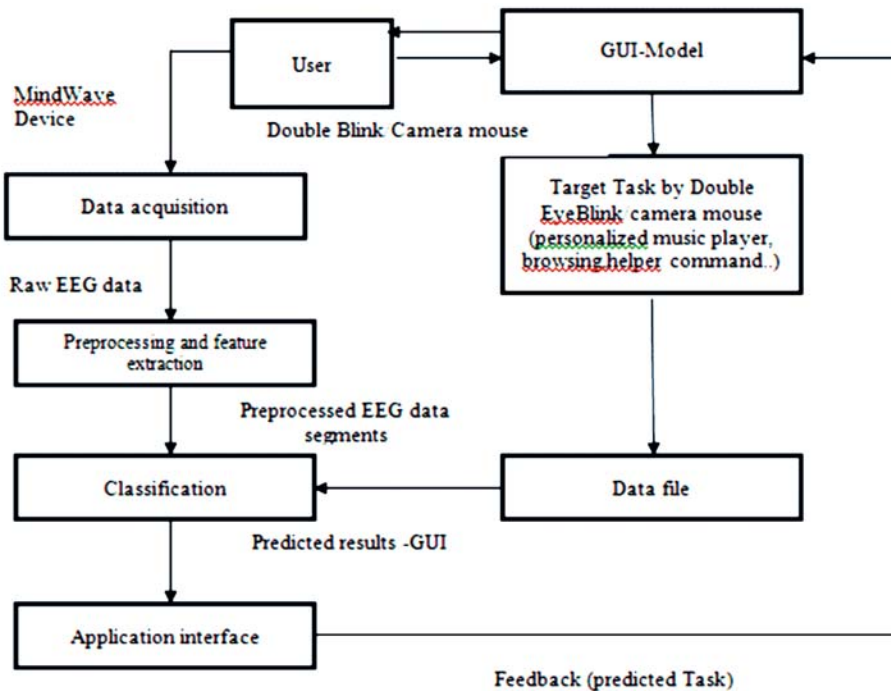 User
GUI-Model
MindWave
Device
Double Blink/Camera mouse
Data acquisition
Target Task by Double
EyeBlink/camera mouse
(personalized music player,
browsing,helper command..)
Raw EEG data
Preprocessing and feature
extraction
Preprocessed EEG data
segments
Classification
Data file
Predicted results -GUI
Application interface
Feedback (predicted Task)